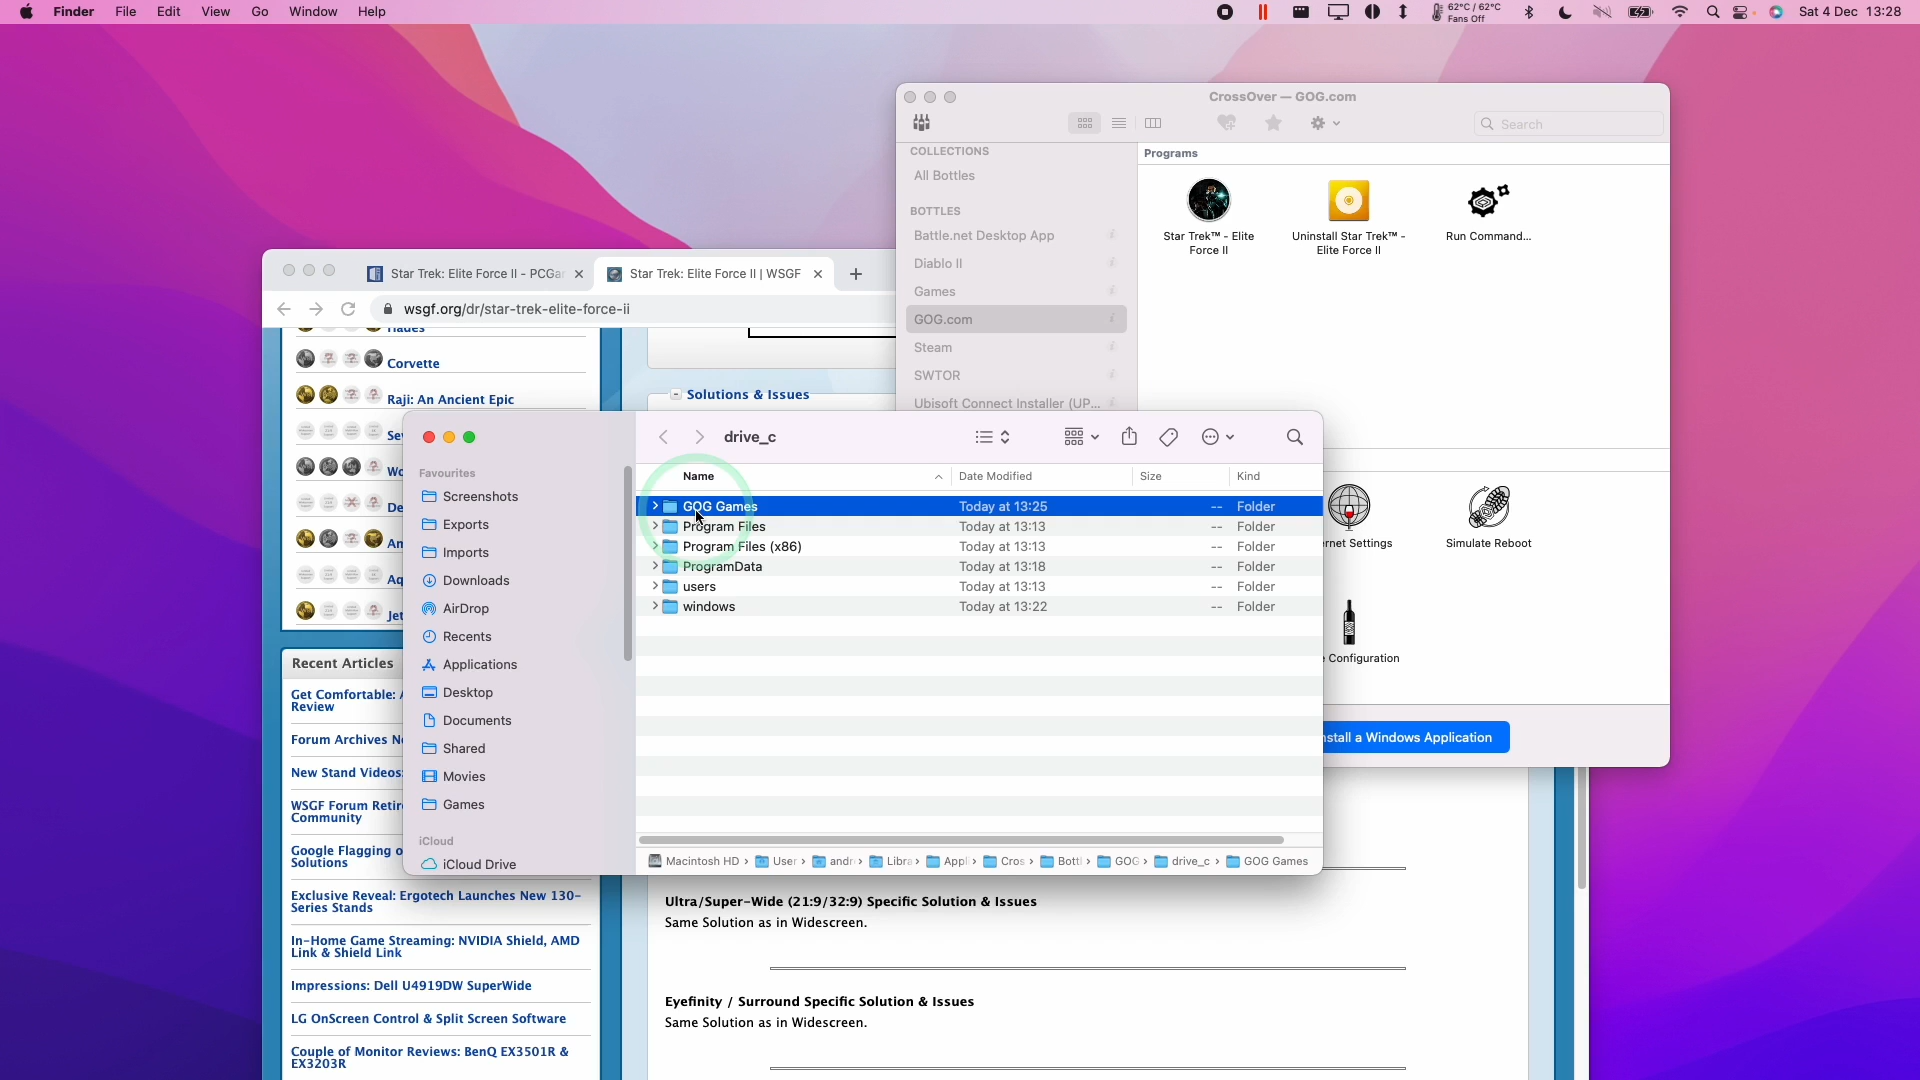 Finder File Edit View Go Window Help
62°C / 62°C
Fans Off
Sat 4 Dec 13:28
CrossOver — GOG.com
Search
COLLECTIONS
All Bottles
BOTTLES
Battle.net Desktop App
Diablo II
Games
GOG.com
Steam
SWTOR
Ubisoft Connect Installer (UP...
Programs
Star Trek™ - Elite
Force II
Uninstall Star Trek™ -
Elite Force II
Run Command...
rnet Settings
Simulate Reboot
Configuration
nstall a Windows Application
Star Trek: Elite Force II - PCGa
Star Trek: Elite Force II | WSGF
wsgf.org/dr/star-trek-elite-force-ii
Hades
Corvette
Raji: An Ancient Epic
Se
Wo
De
An
Aq
Jet
Solutions & Issues
Recent Articles
Get Comfortable: A
Review
Forum Archives N
New Stand Videos:
WSGF Forum Retir
Community
Google Flagging o
Solutions
Exclusive Reveal: Ergotech Launches New 130-
Series Stands
In-Home Game Streaming: NVIDIA Shield, AMD
Link & Shield Link
Impressions: Dell U4919DW SuperWide
LG OnScreen Control & Split Screen Software
Couple of Monitor Reviews: BenQ EX3501R &
EX3203R
drive_c
Favourites
Screenshots
Exports
Imports
Downloads
AirDrop
Recents
Applications
Desktop
Documents
Shared
Movies
Games
iCloud
iCloud Drive
Name Date Modified Size Kind
GOG Games Today at 13:25 -- Folder
Program Files Today at 13:13 -- Folder
Program Files (x86) Today at 13:13 -- Folder
ProgramData Today at 13:18 -- Folder
users Today at 13:13 -- Folder
windows Today at 13:22 -- Folder
Macintosh HD › User › andr › Libra › Appl › Cros › Bottl › GOG › drive_c › GOG Games
Ultra/Super-Wide (21:9/32:9) Specific Solution & Issues
Same Solution as in Widescreen.
Eyefinity / Surround Specific Solution & Issues
Same Solution as in Widescreen.